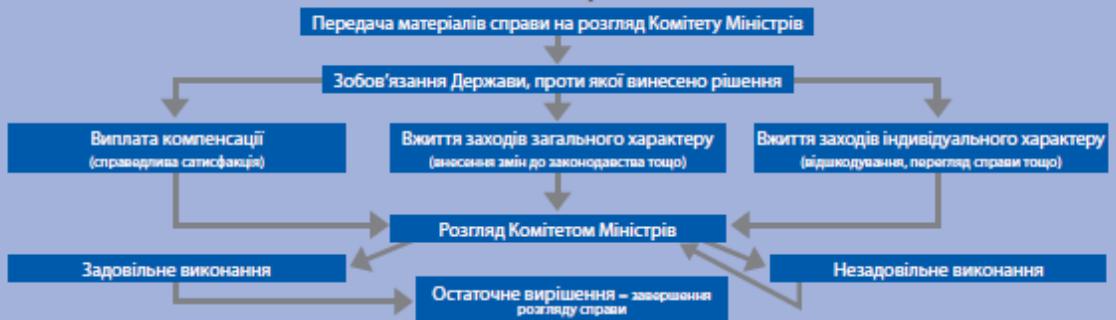 Передача матеріалів справи на розгляд Комітету Міністрів
Зобов’язання Держави, проти якої винесено рішення
Виплата компенсації
(справедлива сатисфакція)
Вжиття заходів загального характеру
(внесення змін до законодавства тощо)
Вжиття заходів індивідуального характеру
(відшкодування, перегляд справи тощо)
Розгляд Комітетом Міністрів
Задовільне виконання
Незадовільне виконання
Остаточне вирішення – завершення
розгляду справи